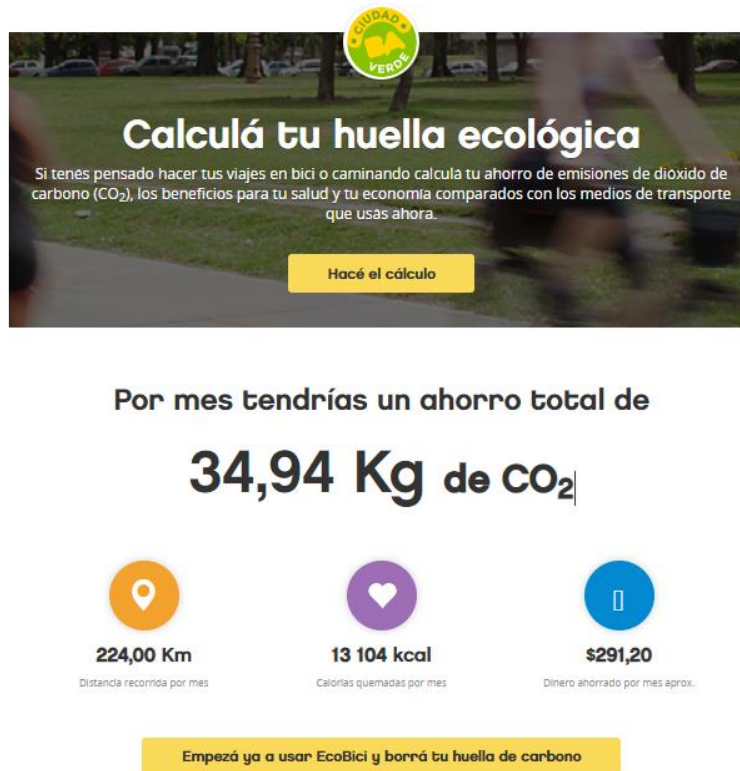 CIUDAD
VERDE
Calculá tu huella ecológica
Si tenés pensado hacer tus viajes en bici o caminando calculá tu ahorro de emisiones de dióxido de
carbono (CO₂), los beneficios para tu salud y tu economía comparados con los medios de transporte
que usás ahora.
Hacé el cálculo
Por mes tendrías un ahorro total de
34,94 Kg de CO₂
224,00 Km
Distancia recorrida por mes
13 104 kcal
Calorías quemadas por mes
$291,20
Dinero ahorrado por mes aprox.
Empezá ya a usar EcoBici y borrá tu huella de carbono